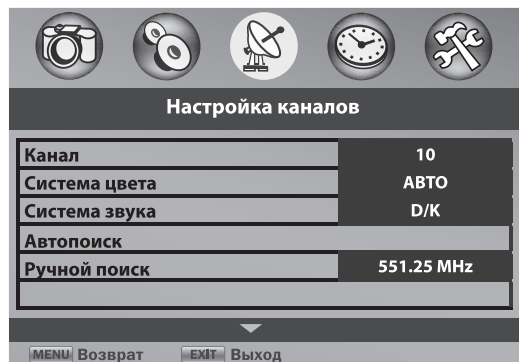 Настройка каналов
Канал 10
Система цвета АВТО
Система звука D/K
Автопоиск
Ручной поиск 551.25 MHz
MENU Возврат EXIT Выход